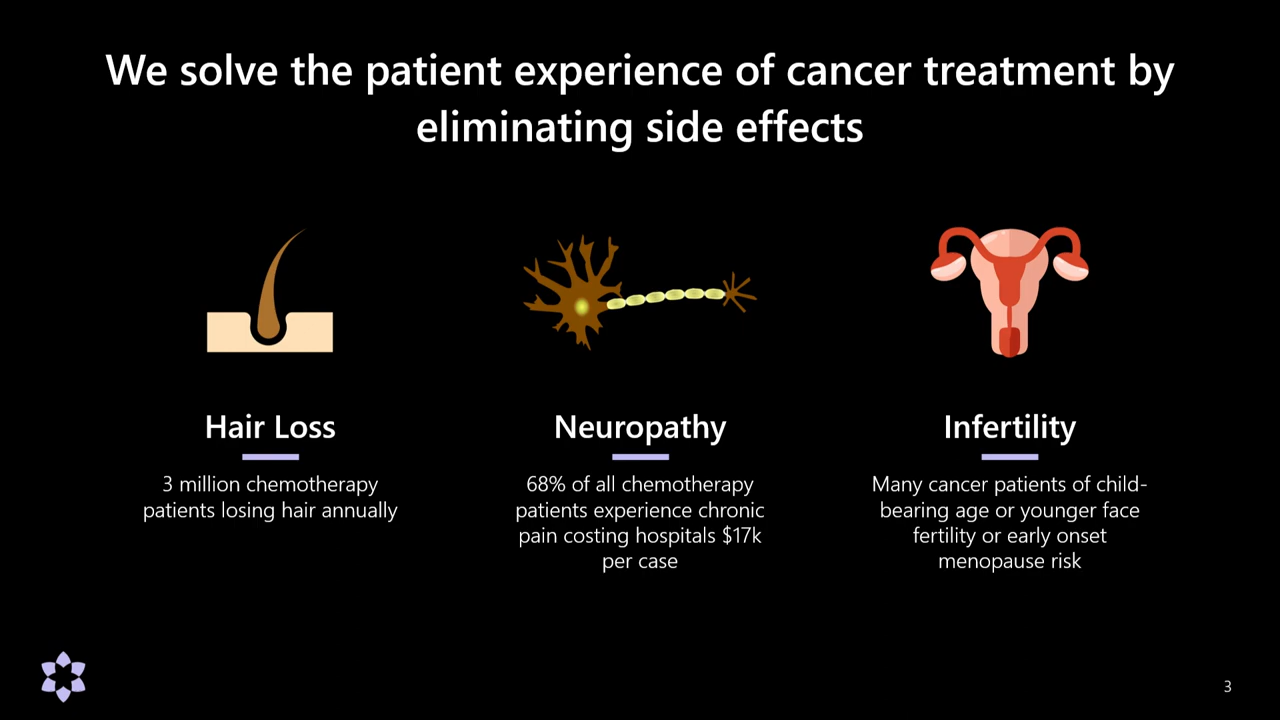 We solve the patient experience of cancer treatment by
eliminating side effects
Hair Loss
3 million chemotherapy
patients losing hair annually
Neuropathy
68% of all chemotherapy
patients experience chronic
pain costing hospitals $17k
per case
Infertility
Many cancer patients of child-
bearing age or younger face
fertility or early onset
menopause risk
3